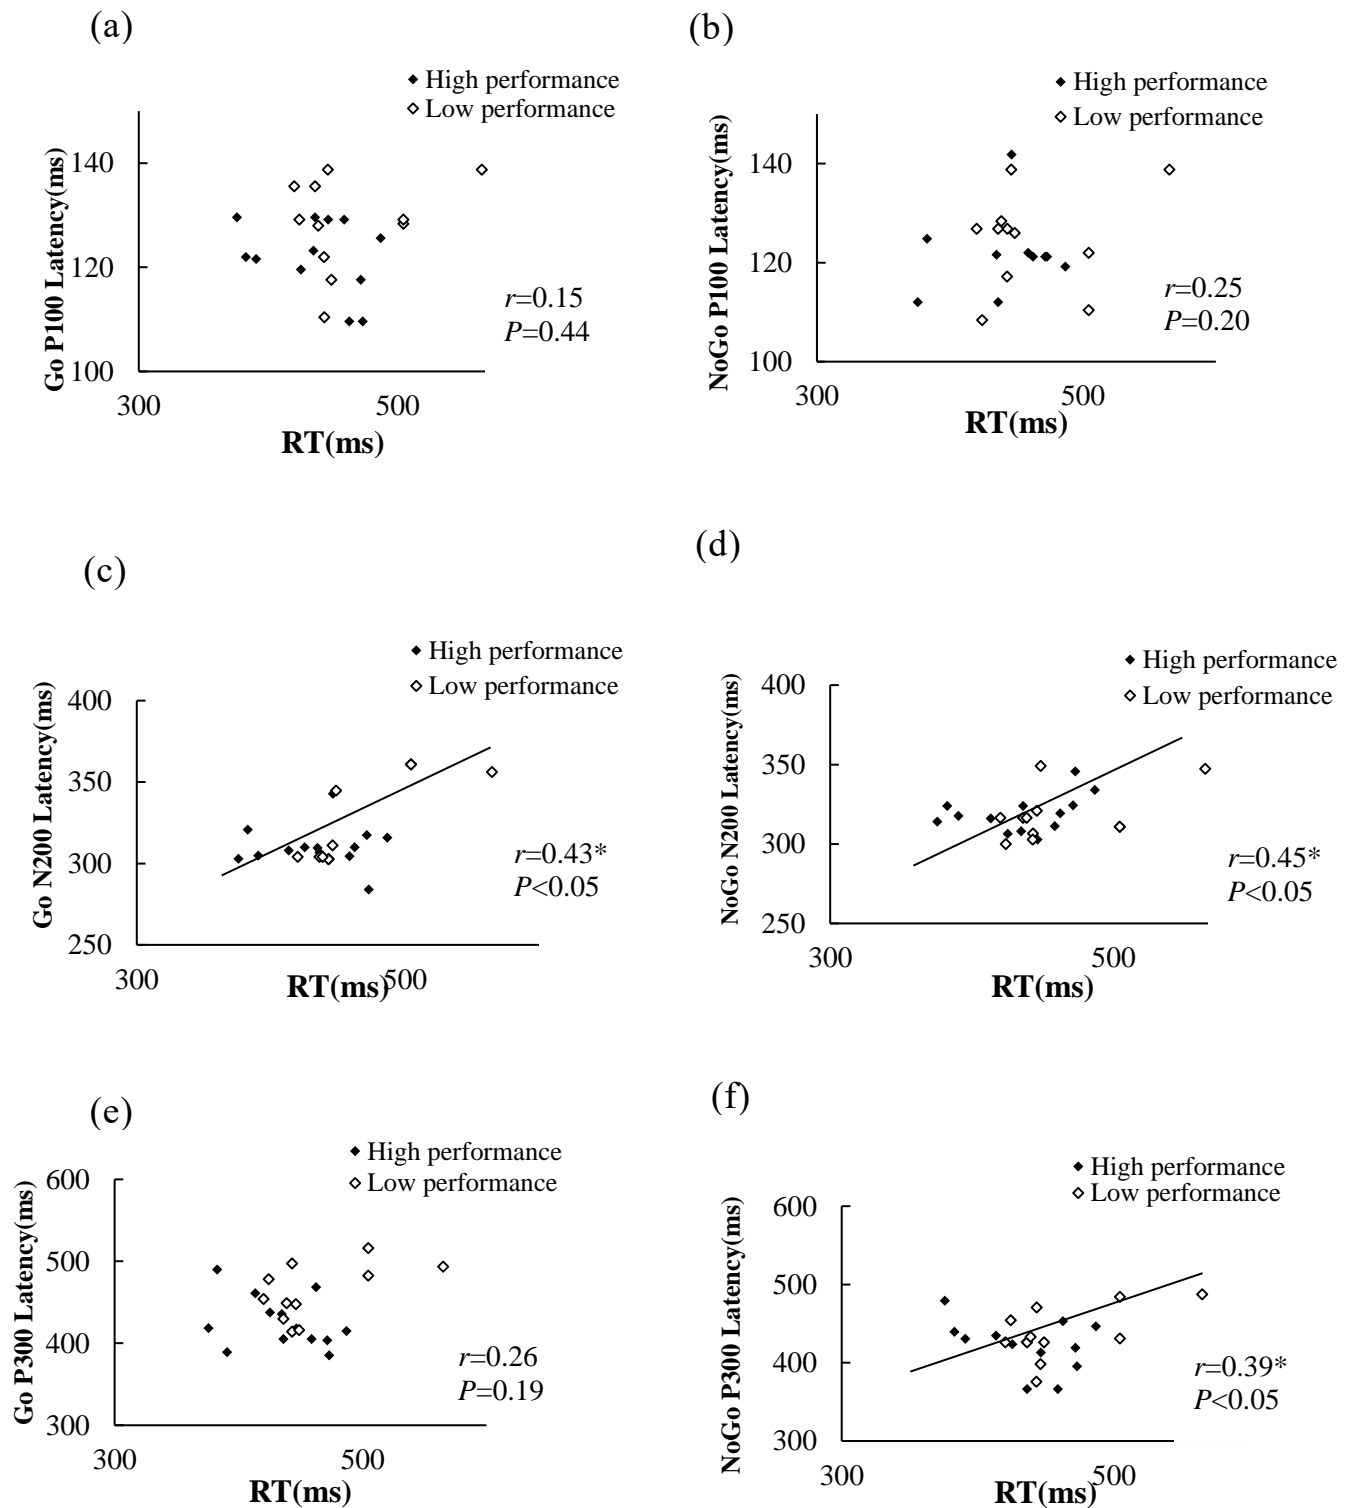 (a)
High performance
Low performance
Go P100 Latency(ms)
140
120
100
300
500
RT(ms)
r=0.15
P=0.44
(b)
High performance
Low performance
NoGo P100 Latency(ms)
140
120
100
300
500
RT(ms)
r=0.25
P=0.20
(c)
High performance
Low performance
Go N200 Latency(ms)
400
350
300
250
300
500
RT(ms)
r=0.43*
P<0.05
(d)
High performance
Low performance
NoGo N200 Latency(ms)
400
350
300
250
300
500
RT(ms)
r=0.45*
P<0.05
(e)
High performance
Low performance
Go P300 Latency(ms)
600
500
400
300
300
500
RT(ms)
r=0.26
P=0.19
(f)
High performance
Low performance
NoGo P300 Latency(ms)
600
500
400
300
300
500
RT(ms)
r=0.39*
P<0.05